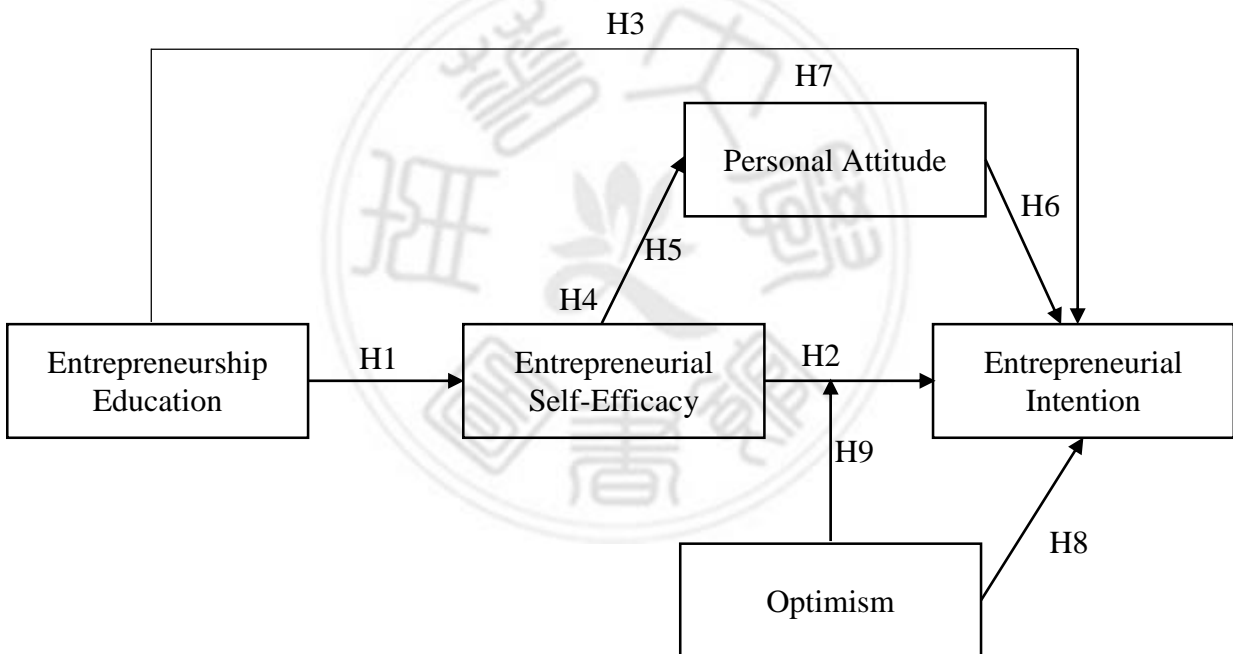 H3
H7
Personal Attitude
H6
H5
H4
Entrepreneurship
Education
H1
Entrepreneurial
Self-Efficacy
H2
Entrepreneurial
Intention
H9
H8
Optimism